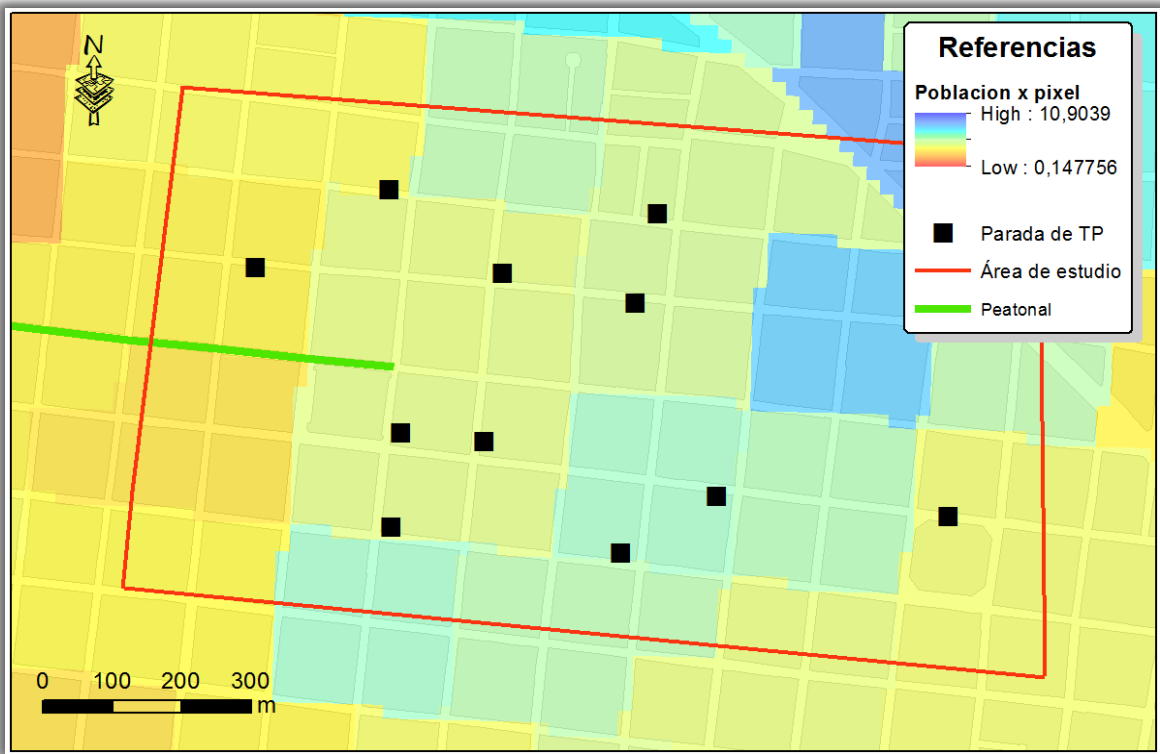 N
Referencias
Poblacion x pixel
High : 10,9039
Low : 0,147756
Parada de TP
Área de estudio
Peatonal
0 100 200 300
m